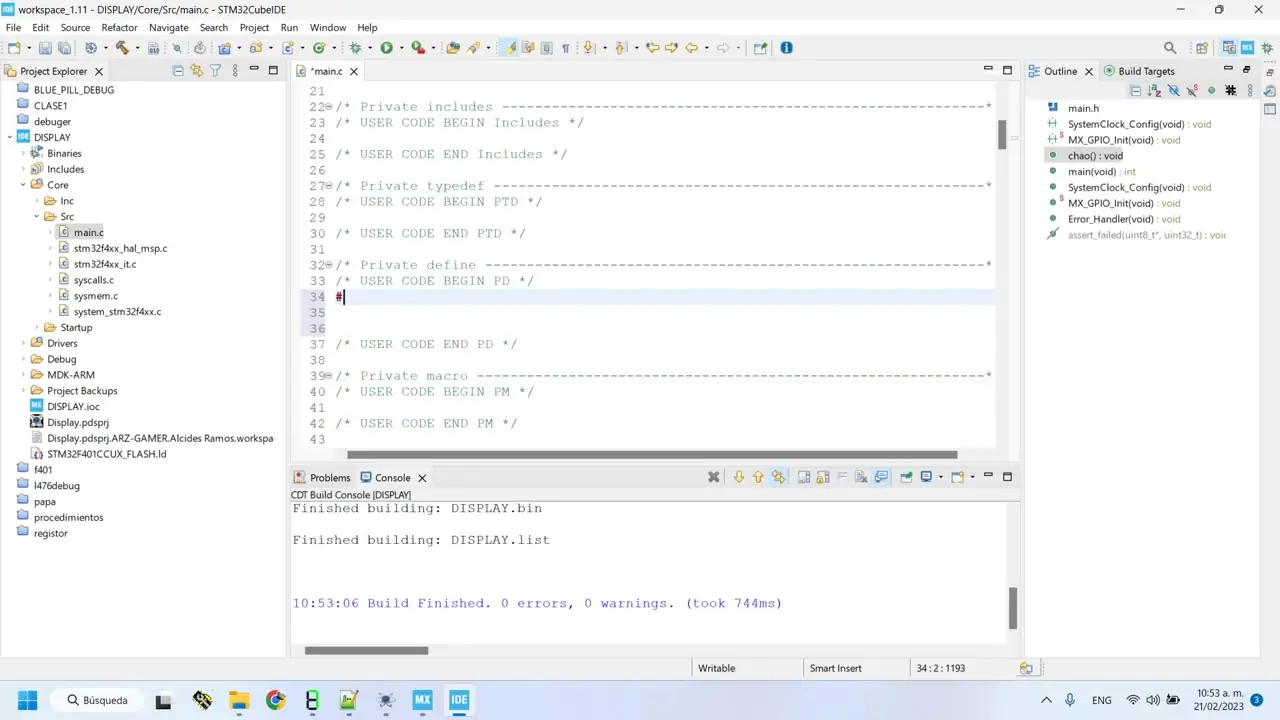 workspace_1.11 - DISPLAY/Core/Src/main.c - STM32CubeIDE
File Edit Source Refactor Navigate Search Project Run Window Help
Project Explorer
BLUE_PILL_DEBUG
CLASE1
debuger
DISPLAY
Binaries
Includes
Core
Inc
Src
main.c
stm32f4xx_hal_msp.c
stm32f4xx_it.c
syscalls.c
sysmem.c
system_stm32f4xx.c
Startup
Drivers
Debug
MDK-ARM
Project Backups
DISPLAY.ioc
Display.pdsprj
Display.pdsprj.ARZ-GAMER.Alcides Ramos.workspa
STM32F401CCUX_FLASH.ld
f401
l476debug
papa
procedimientos
registor
*main.c
21
22 /* Private includes -----------------------------------------------------------*
23 /* USER CODE BEGIN Includes */
24
25 /* USER CODE END Includes */
26
27 /* Private typedef ------------------------------------------------------------*
28 /* USER CODE BEGIN PTD */
29
30 /* USER CODE END PTD */
31
32 /* Private define -------------------------------------------------------------*
33 /* USER CODE BEGIN PD */
34 #
35
36
37 /* USER CODE END PD */
38
39 /* Private macro --------------------------------------------------------------*
40 /* USER CODE BEGIN PM */
41
42 /* USER CODE END PM */
43
Problems Console
CDT Build Console [DISPLAY]
Finished building: DISPLAY.bin
Finished building: DISPLAY.list
10:53:06 Build Finished. 0 errors, 0 warnings. (took 744ms)
Outline Build Targets
main.h
SystemClock_Config(void) : void
MX_GPIO_Init(void) : void
chao() : void
main(void) : int
SystemClock_Config(void) : void
MX_GPIO_Init(void) : void
Error_Handler(void) : void
assert_failed(uint8_t*, uint32_t) : voic
Writable Smart Insert 34 : 2 : 1193
Búsqueda
MX
IDE
ENG
10:53 a. m.
21/02/2023
3